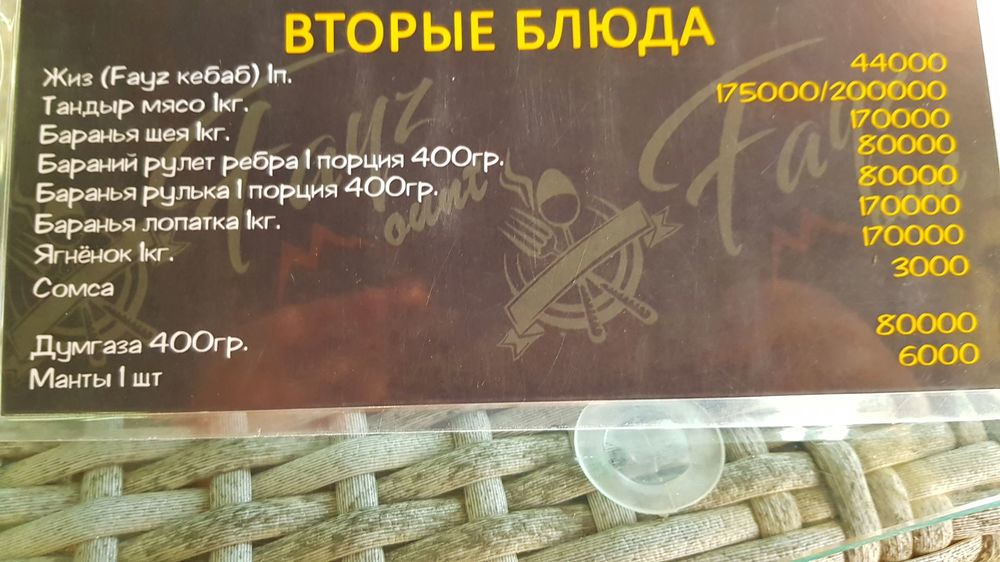 ВТОРЫЕ БЛЮДА
Жиз (Fayz кебаб) 1п. 44000
Тандыр мясо 1кг. 175000/200000
Баранья шея 1кг. 170000
Бараний рулет ребра 1 порция 400гр. 80000
Баранья рулька 1 порция 400гр. 80000
Баранья лопатка 1кг. 170000
Ягнёнок 1кг. 170000
Сомса 3000
Думгаза 400гр. 80000
Манты 1 шт 6000
Fayz